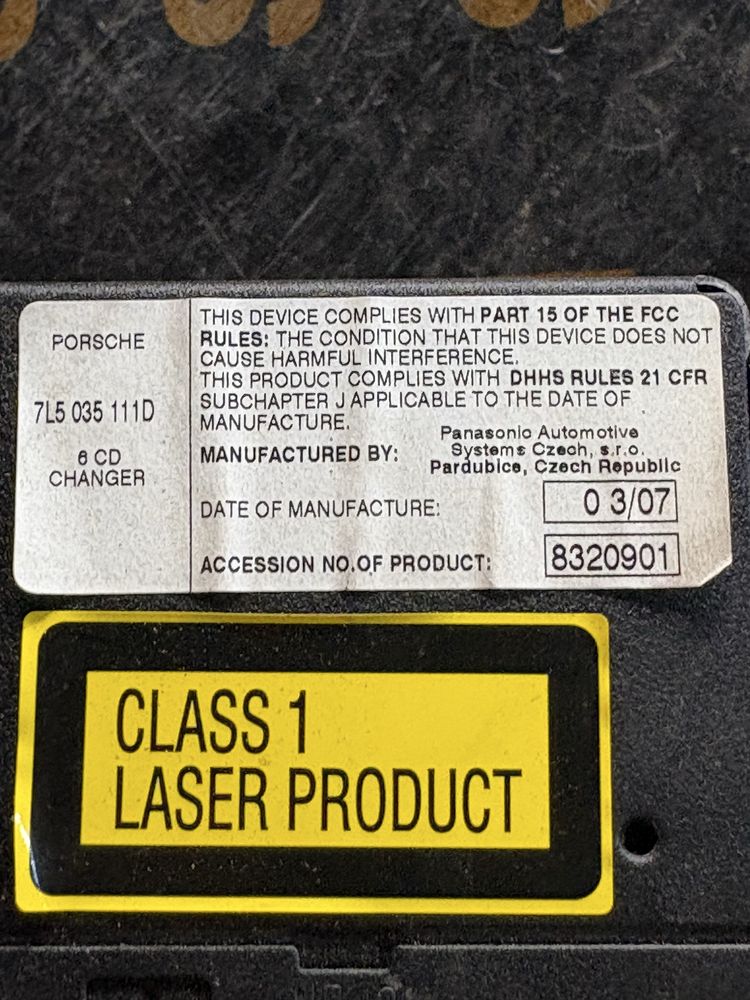 PORSCHE
7L5 035 111D
6 CD
CHANGER
THIS DEVICE COMPLIES WITH PART 15 OF THE FCC
RULES: THE CONDITION THAT THIS DEVICE DOES NOT
CAUSE HARMFUL INTERFERENCE.
THIS PRODUCT COMPLIES WITH DHHS RULES 21 CFR
SUBCHAPTER J APPLICABLE TO THE DATE OF
MANUFACTURE.
MANUFACTURED BY: Panasonic Automotive
Systems Czech, s.r.o.
Pardubice, Czech Republic
DATE OF MANUFACTURE: 0 3/07
ACCESSION NO.OF PRODUCT: 8320901
CLASS 1
LASER PRODUCT